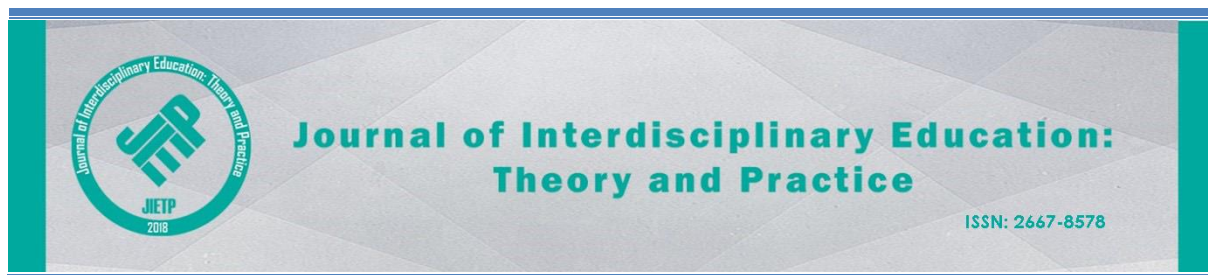 Journal of Interdisciplinary Education: Theory and Practice
JIETP
JIETP
2018
Journal of Interdisciplinary Education:
Theory and Practice
ISSN: 2667-8578